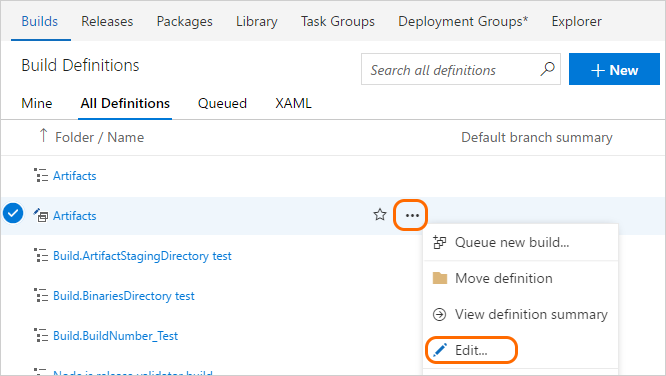 Builds Releases Packages Library Task Groups Deployment Groups* Explorer
Build Definitions
Search all definitions
+ New
Mine All Definitions Queued XAML
↑ Folder / Name Default branch summary
Artifacts
Artifacts ...
Queue new build...
Build.ArtifactStagingDirectory test
Move definition
Build.BinariesDirectory test
View definition summary
Build.BuildNumber_Test
Edit...